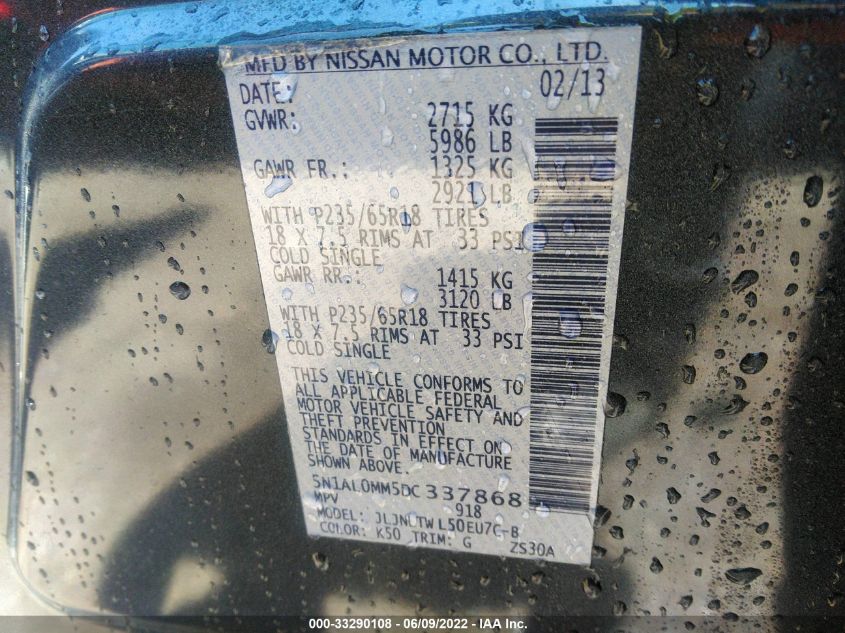 MFD BY NISSAN MOTOR CO., LTD.
DATE: 02/13
GVWR: 2715 KG
5986 LB
GAWR FR.: 1325 KG
2921 LB
WITH P235/65R18 TIRES
18 X 7.5 RIMS AT 33 PSI
COLD SINGLE
GAWR RR.: 1415 KG
3120 LB
WITH P235/65R18 TIRES
18 X 7.5 RIMS AT 33 PSI
COLD SINGLE
THIS VEHICLE CONFORMS TO
ALL APPLICABLE FEDERAL
MOTOR VEHICLE SAFETY AND
THEFT PREVENTION
STANDARDS IN EFFECT ON
THE DATE OF MANUFACTURE
SHOWN ABOVE.
5N1AL0MM5DC337868
MPV 918
MODEL: JLJNLTWL50EU7C-B
COLOR: K50 TRIM: G ZS30A
000-33290108 - 06/09/2022 - IAA Inc.